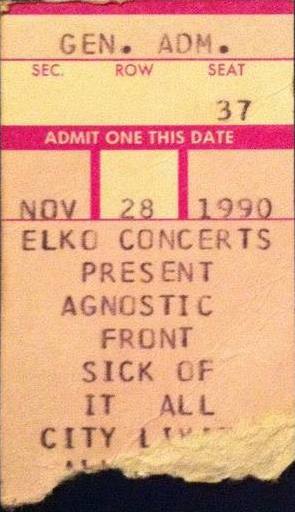 GEN. ADM.
SEC. ROW SEAT
37
ADMIT ONE THIS DATE
NOV 28 1990
ELKO CONCERTS
PRESENT
AGNOSTIC
FRONT
SICK OF
IT ALL
CITY